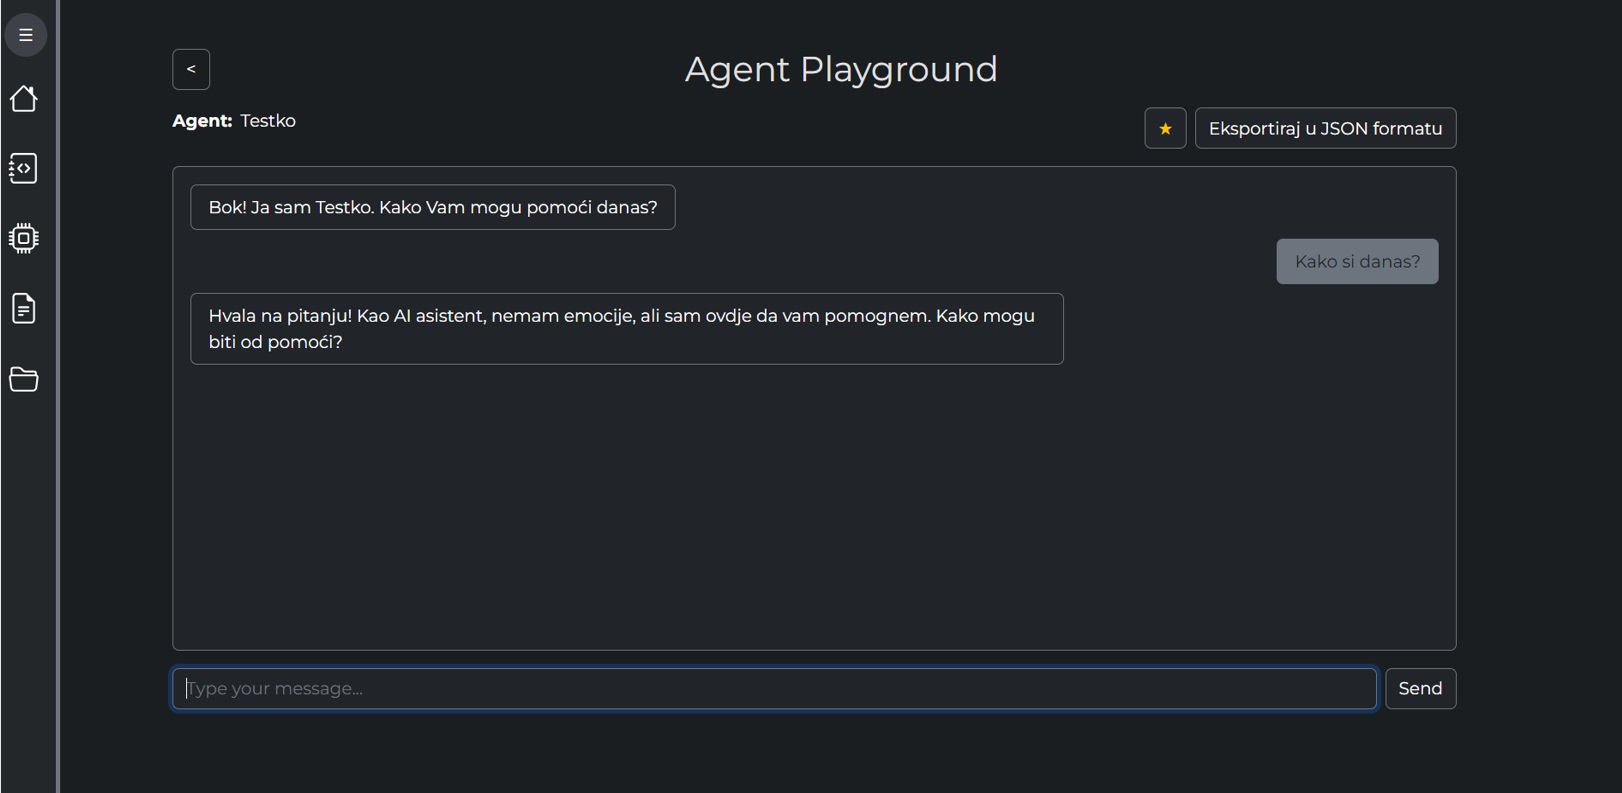 ☰
<
Agent Playground
Agent: Testko
★ Eksportiraj u JSON formatu
Bok! Ja sam Testko. Kako Vam mogu pomoći danas?
Kako si danas?
Hvala na pitanju! Kao AI asistent, nemam emocije, ali sam ovdje da vam pomognem. Kako mogu
biti od pomoći?
Type your message...
Send